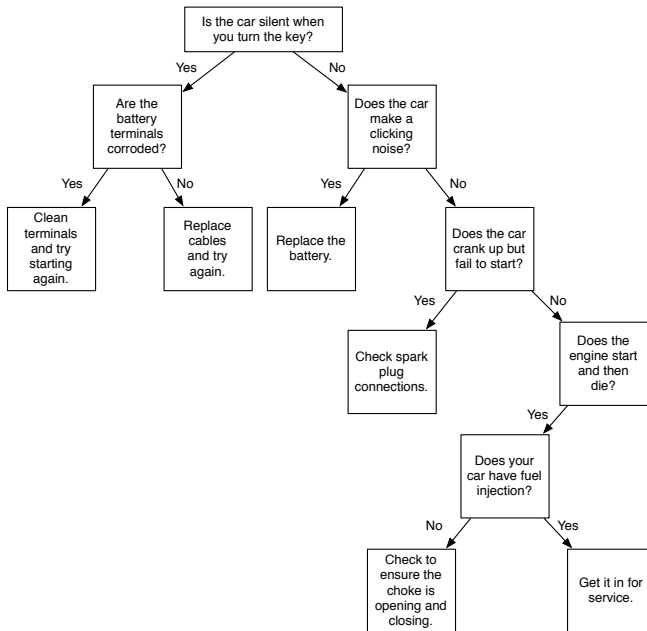 Is the car silent when
you turn the key?
Yes
No
Are the
battery
terminals
corroded?
Does the car
make a
clicking
noise?
Yes
No
Yes
No
Clean
terminals
and try
starting
again.
Replace
cables
and try
again.
Replace the
battery.
Does the car
crank up but
fail to start?
Yes
No
Check spark
plug
connections.
Does the
engine start
and then
die?
Yes
Does your
car have fuel
injection?
No
Yes
Check to
ensure the
choke is
opening and
closing.
Get it in for
service.